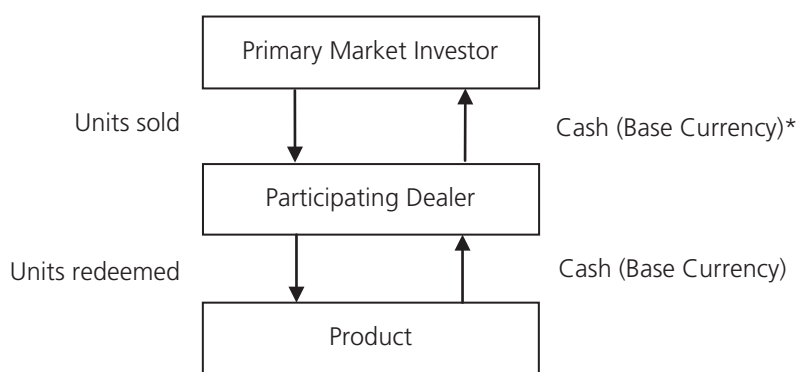 Primary Market Investor
Units sold
Cash (Base Currency)*
Participating Dealer
Units redeemed
Cash (Base Currency)
Product